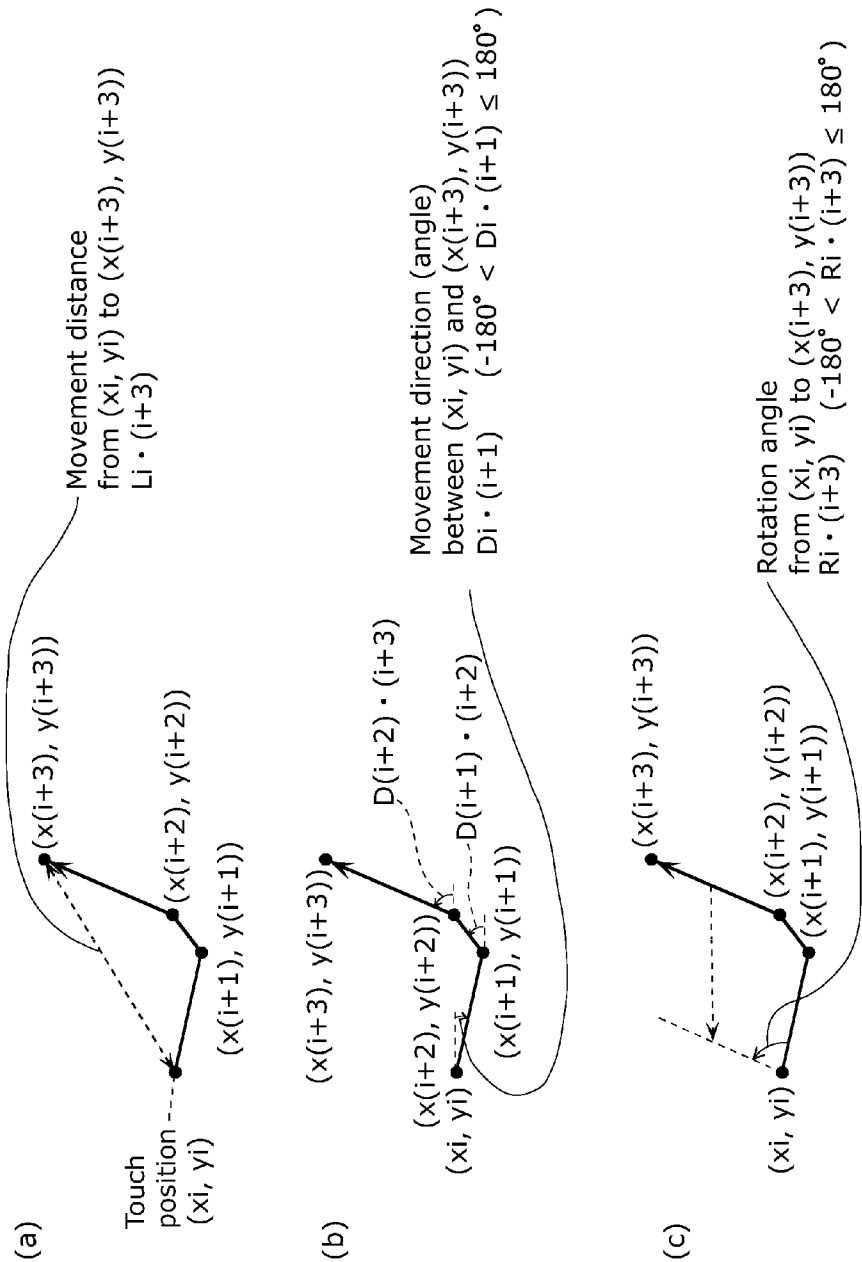 (a)
Touch
position
(xi, yi)
(x(i+1), y(i+1))
(x(i+2), y(i+2))
(x(i+3), y(i+3))
Movement distance
from (xi, yi) to (x(i+3), y(i+3))
Li · (i+3)
(b)
(x(i+3), y(i+3))
(x(i+2), y(i+2))
(xi, yi)
(x(i+1), y(i+1))
D(i+2) · (i+3)
D(i+1) · (i+2)
Movement direction (angle)
between (xi, yi) and (x(i+3), y(i+3))
Di · (i+1) (-180° < Di · (i+1) ≤ 180°)
(c)
(xi, yi)
(x(i+3), y(i+3))
(x(i+2), y(i+2))
(x(i+1), y(i+1))
Rotation angle
from (xi, yi) to (x(i+3), y(i+3))
Ri · (i+3) (-180° < Ri · (i+3) ≤ 180°)